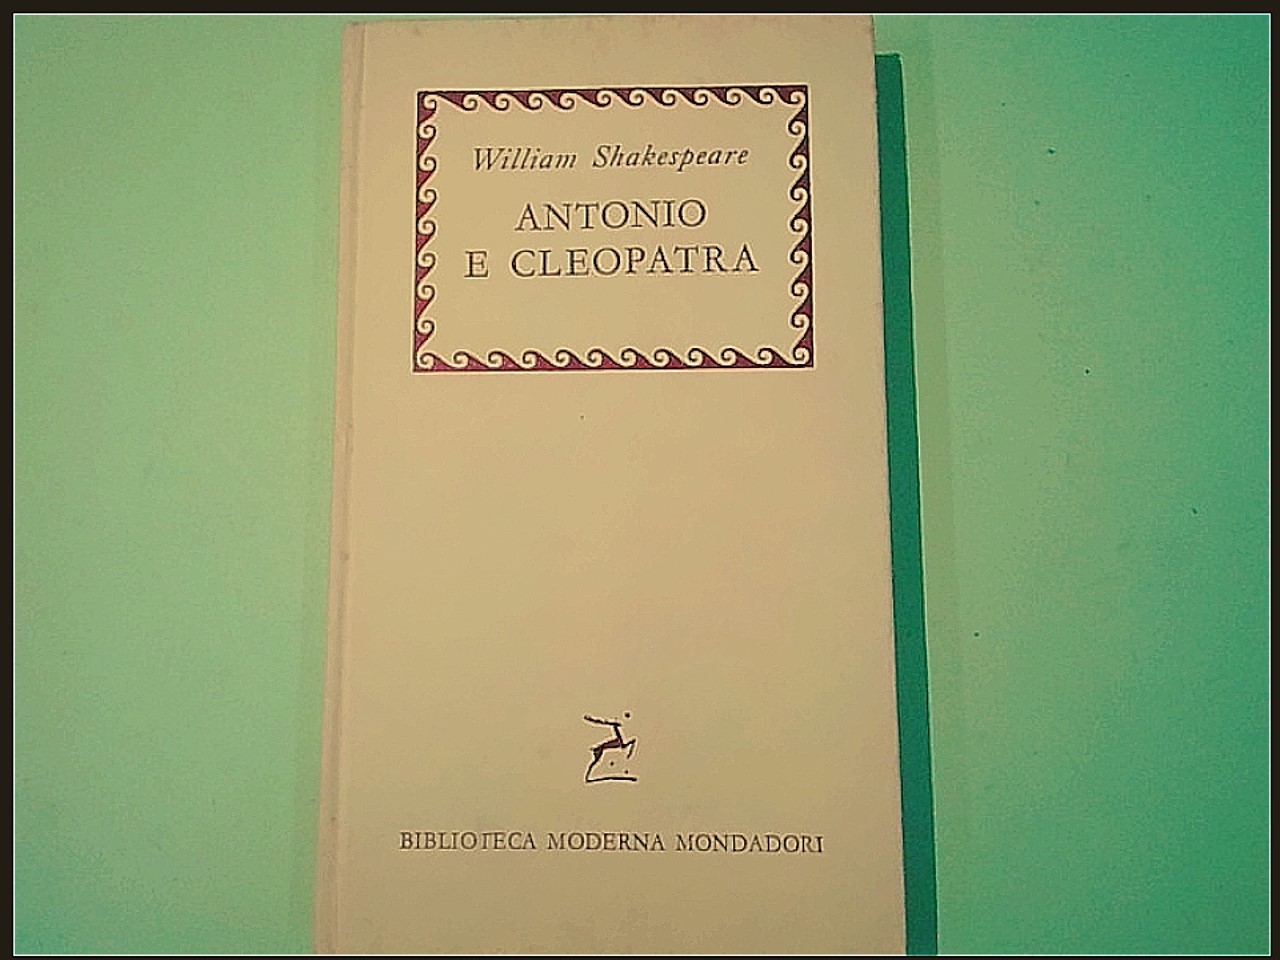 William Shakespeare
ANTONIO
E CLEOPATRA
BIBLIOTECA MODERNA MONDADORI